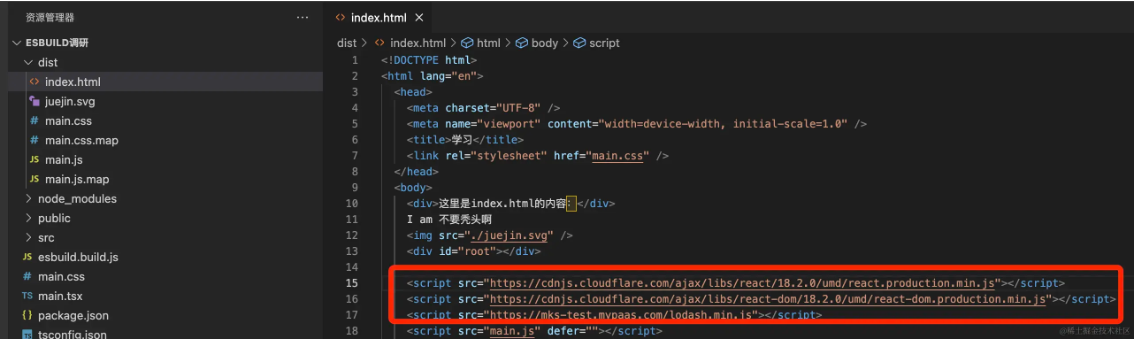 资源管理器
···
index.html ×
ESBUILD调研
dist > index.html > html > body > script
dist
index.html
juejin.svg
main.css
main.css.map
main.js
main.js.map
node_modules
public
src
esbuild.build.js
main.css
main.tsx
package.json
tsconfig.json
1 <!DOCTYPE html>
2 <html lang="en">
3 <head>
4 <meta charset="UTF-8" />
5 <meta name="viewport" content="width=device-width, initial-scale=1.0" />
6 <title>学习</title>
7 <link rel="stylesheet" href="main.css" />
8 </head>
9 <body>
10 <div>这里是index.html的内容：</div>
11 I am 不要秃头啊
12 <img src="./juejin.svg" />
13 <div id="root"></div>
14
15 <script src="https://cdnjs.cloudflare.com/ajax/libs/react/18.2.0/umd/react.production.min.js"></script>
16 <script src="https://cdnjs.cloudflare.com/ajax/libs/react-dom/18.2.0/umd/react-dom.production.min.js"></script>
17 <script src="https://mks-test.mypaas.com/lodash.min.js"></script>
18 <script src="main.js" defer=""></script>
@稀土掘金技术社区